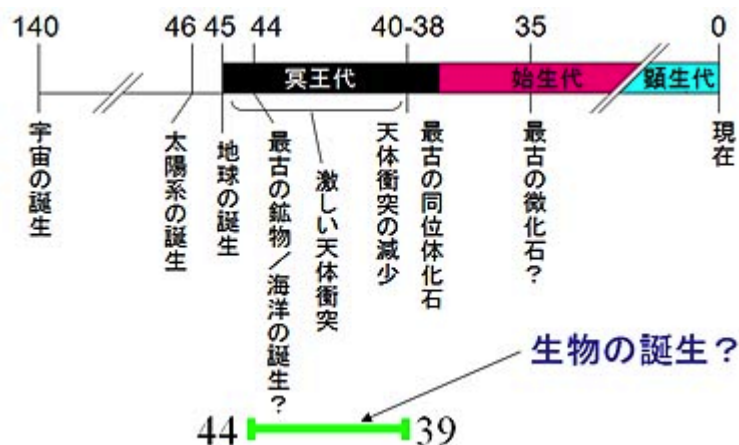 140 46 45 44 40-38 35 0
冥王代 始生代 顕生代
宇宙の誕生
太陽系の誕生
地球の誕生
最古の鉱物/海洋の誕生?
激しい天体衝突
天体衝突の減少
最古の同位体化石
最古の微化石?
現在
生物の誕生?
44 39